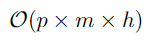 𝒪(p × m × h)